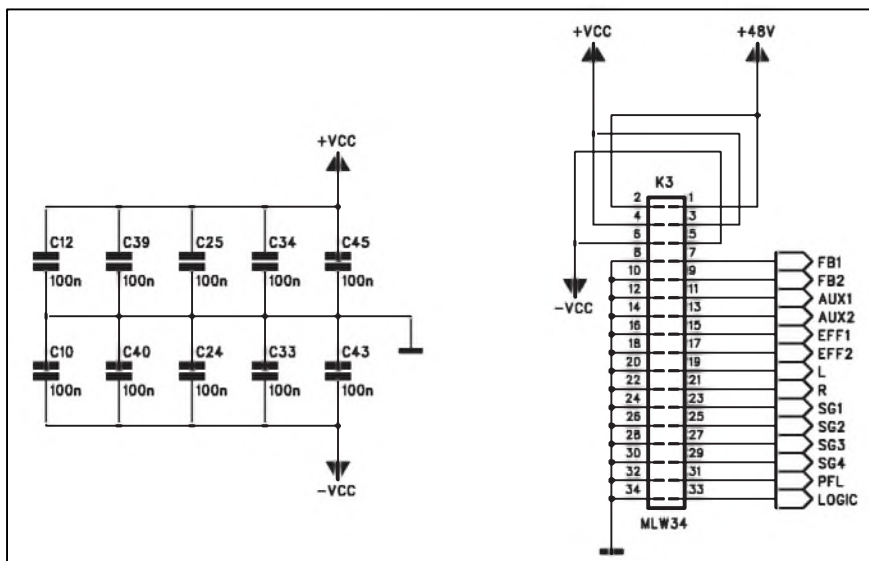 +VCC
C12 C39 C25 C34 C45
100n 100n 100n 100n 100n
C10 C40 C24 C33 C43
100n 100n 100n 100n 100n
-VCC
+VCC +48V
-VCC
K3
2 1
4 3
6 5
8 7 FB1
10 9 FB2
12 11 AUX1
14 13 AUX2
16 15 EFF1
18 17 EFF2
20 19 L
22 21 R
24 23 SG1
26 25 SG2
28 27 SG3
30 29 SG4
32 31 PFL
34 33 LOGIC
MLW34